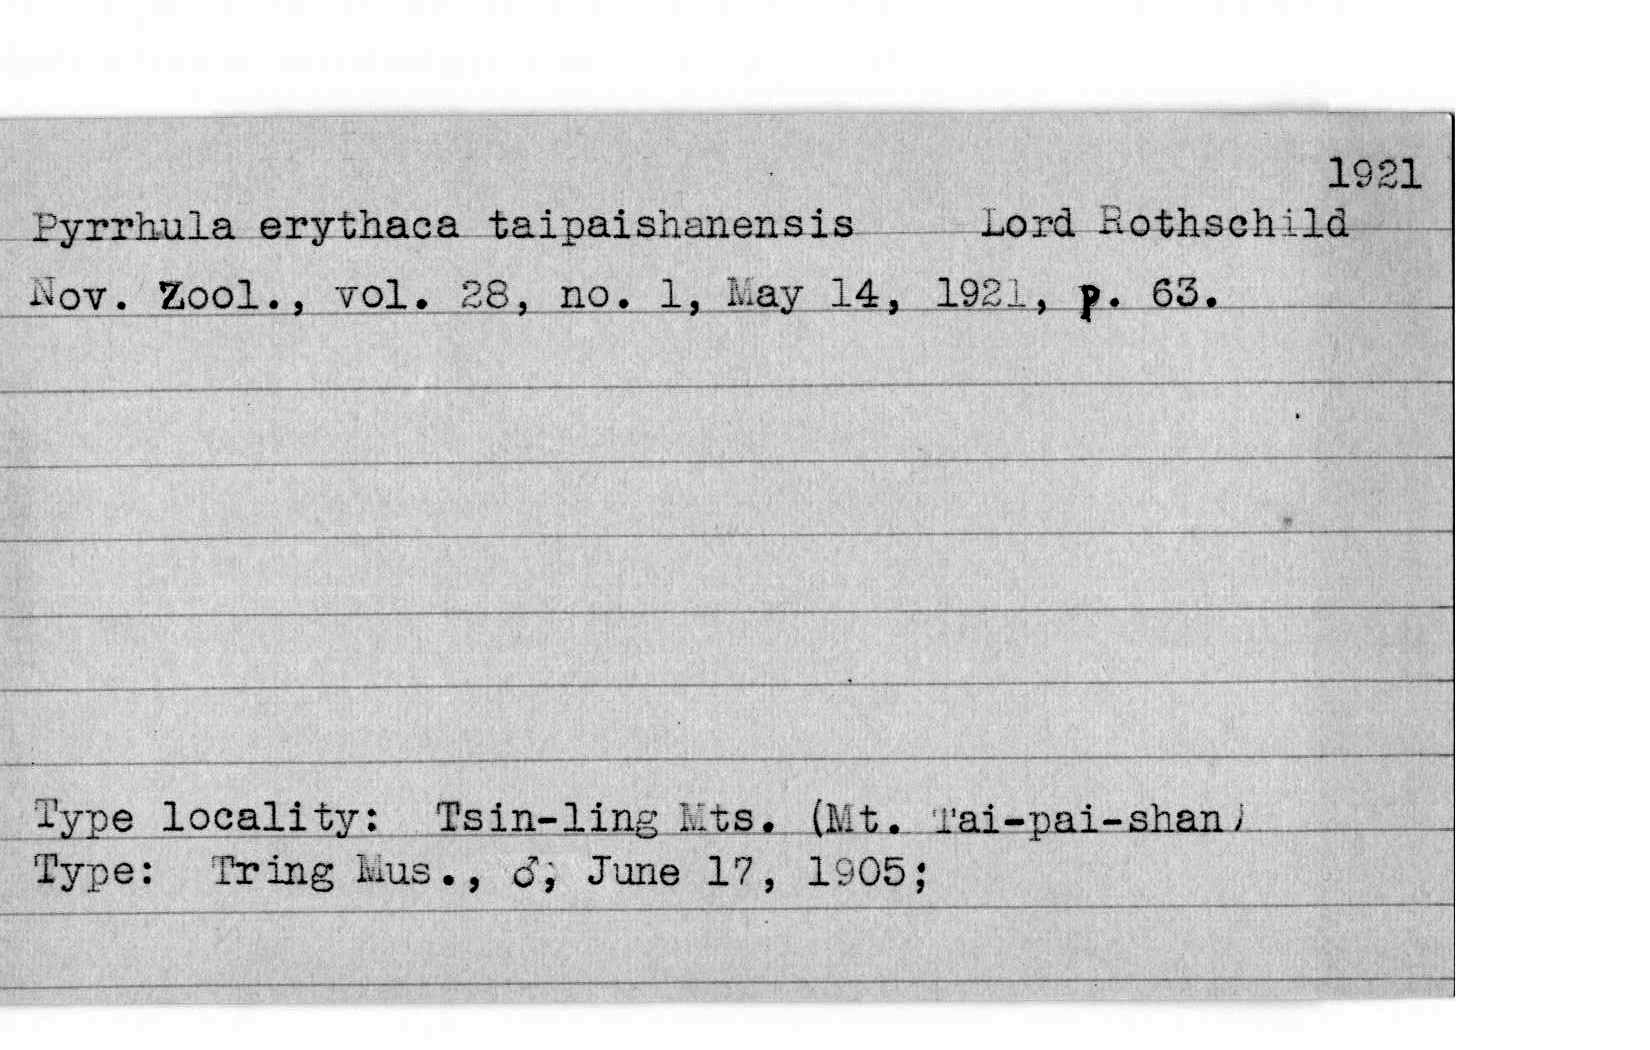 1921
Pyrrhula erythaca taipaishanensis Lord Rothschild
Nov. Zool., vol. 28, no. 1, May 14, 1921, p. 63.
Type locality: Tsin-ling Mts. (Mt. Tai-pai-shan)
Type: Tring Mus., ♂; June 17, 1905;